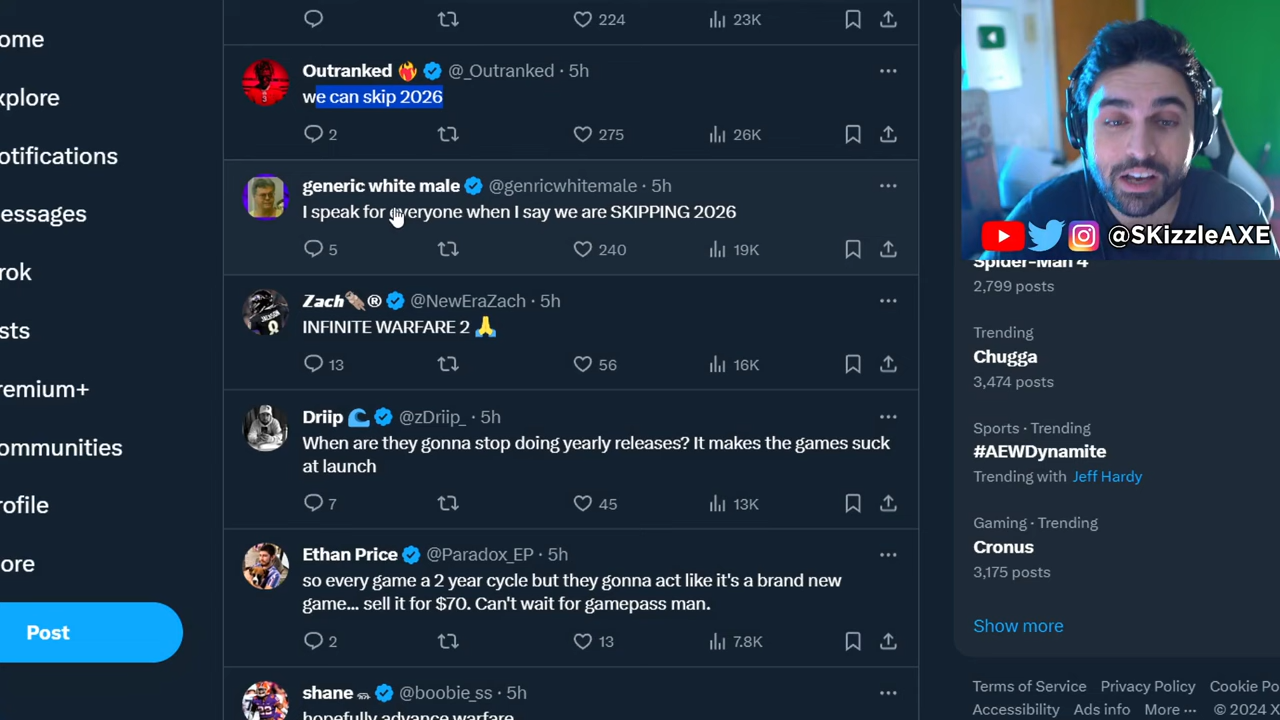 ome
xplore
otifications
essages
rok
sts
remium+
ommunities
rofile
ore
Post
224 23K
Outranked 🔥 @_Outranked · 5h
we can skip 2026
2 275 26K
generic white male @genricwhitemale · 5h
I speak for everyone when I say we are SKIPPING 2026
5 240 19K
Zach ® @NewEraZach · 5h
INFINITE WARFARE 2 🙏
13 56 16K
Driip 🌊 @zDriip_ · 5h
When are they gonna stop doing yearly releases? It makes the games suck
at launch
7 45 13K
Ethan Price @Paradox_EP · 5h
so every game a 2 year cycle but they gonna act like it's a brand new
game... sell it for $70. Can't wait for gamepass man.
2 13 7.8K
shane @boobie_ss · 5h
hopefully advance warfare
@SKizzleAXE
Spider-Man 4
2,799 posts
Trending
Chugga
3,474 posts
Sports · Trending
#AEWDynamite
Trending with Jeff Hardy
Gaming · Trending
Cronus
3,175 posts
Show more
Terms of Service Privacy Policy Cookie Po
Accessibility Ads info More ··· © 2024 X